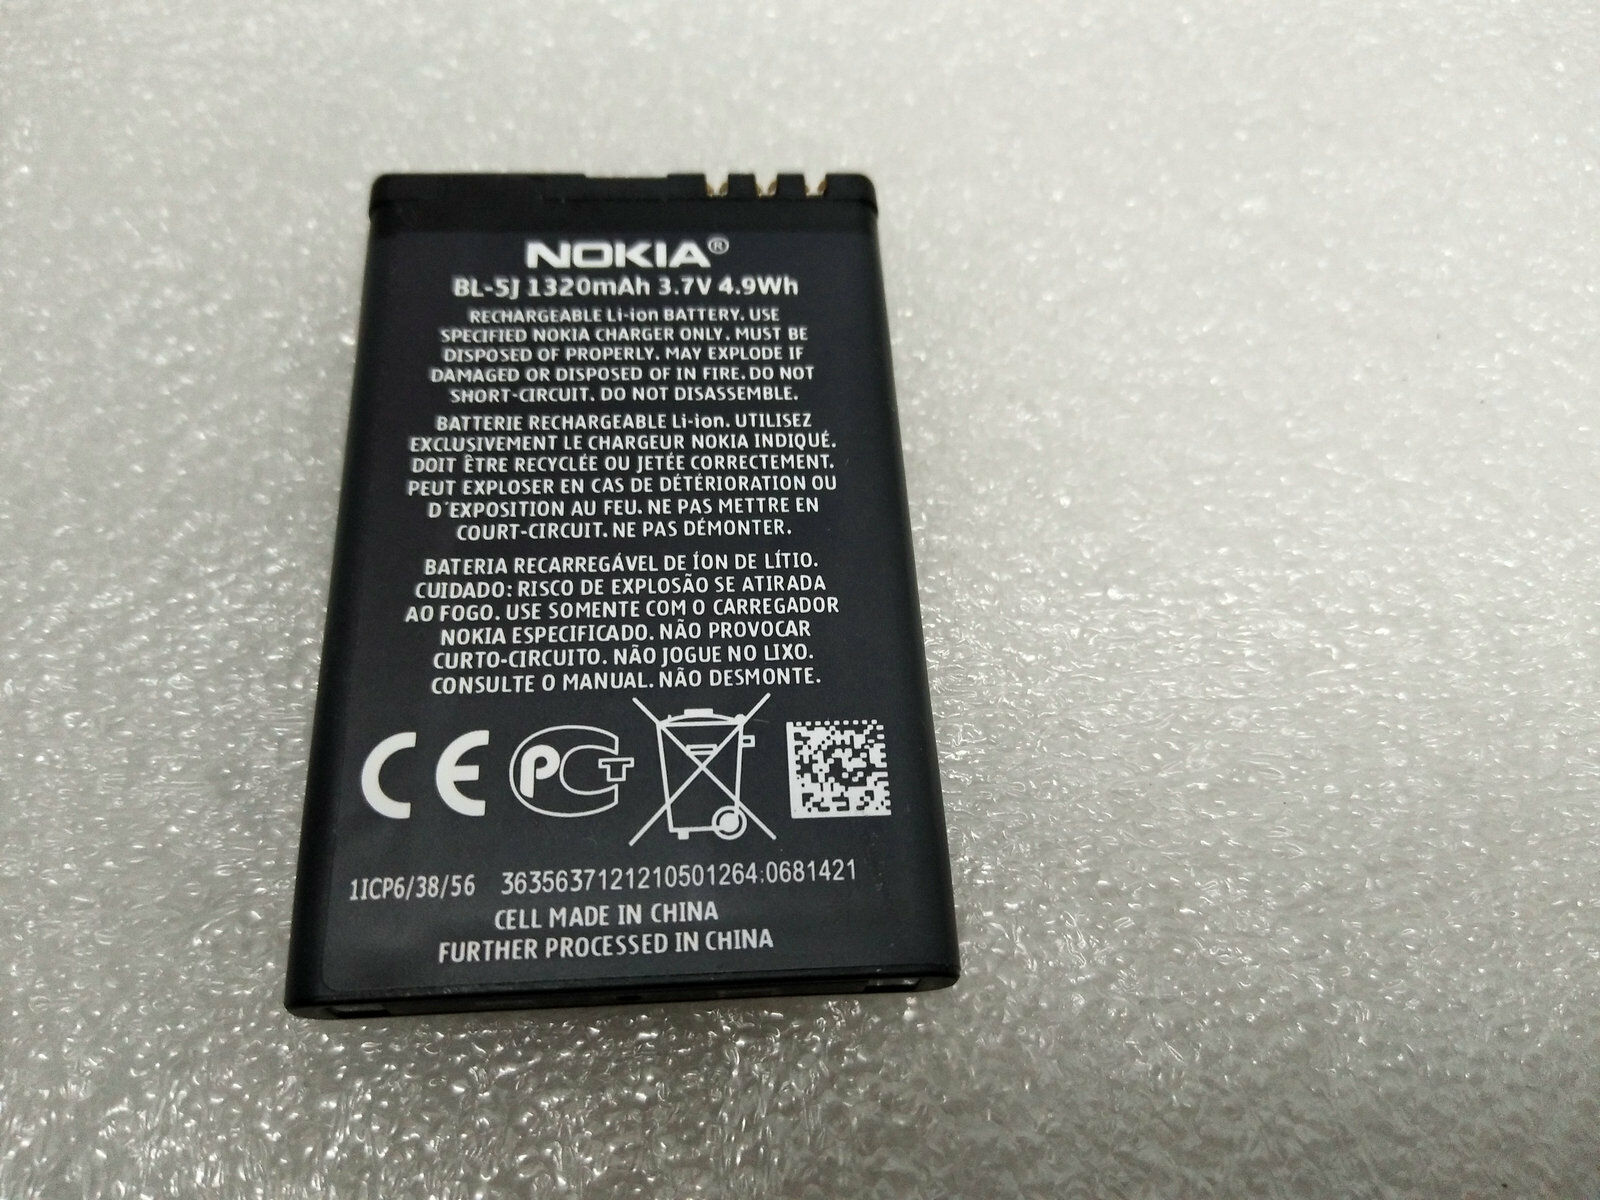 NOKIA®
BL-5J 1320mAh 3.7V 4.9Wh
RECHARGEABLE Li-ion BATTERY. USE
SPECIFIED NOKIA CHARGER ONLY. MUST BE
DISPOSED OF PROPERLY. MAY EXPLODE IF
DAMAGED OR DISPOSED OF IN FIRE. DO NOT
SHORT-CIRCUIT. DO NOT DISASSEMBLE.
BATTERIE RECHARGEABLE Li-ion. UTILISEZ
EXCLUSIVEMENT LE CHARGEUR NOKIA INDIQUÉ.
DOIT ÊTRE RECYCLÉE OU JETÉE CORRECTEMENT.
PEUT EXPLOSER EN CAS DE DÉTÉRIORATION OU
D'EXPOSITION AU FEU. NE PAS METTRE EN
COURT-CIRCUIT. NE PAS DÉMONTER.
BATERIA RECARREGÁVEL DE ÍON DE LÍTIO.
CUIDADO: RISCO DE EXPLOSÃO SE ATIRADA
AO FOGO. USE SOMENTE COM O CARREGADOR
NOKIA ESPECIFICADO. NÃO PROVOCAR
CURTO-CIRCUITO. NÃO JOGUE NO LIXO.
CONSULTE O MANUAL. NÃO DESMONTE.
CE PCT
1ICP6/38/56 3635637121210501264:0681421
CELL MADE IN CHINA
FURTHER PROCESSED IN CHINA